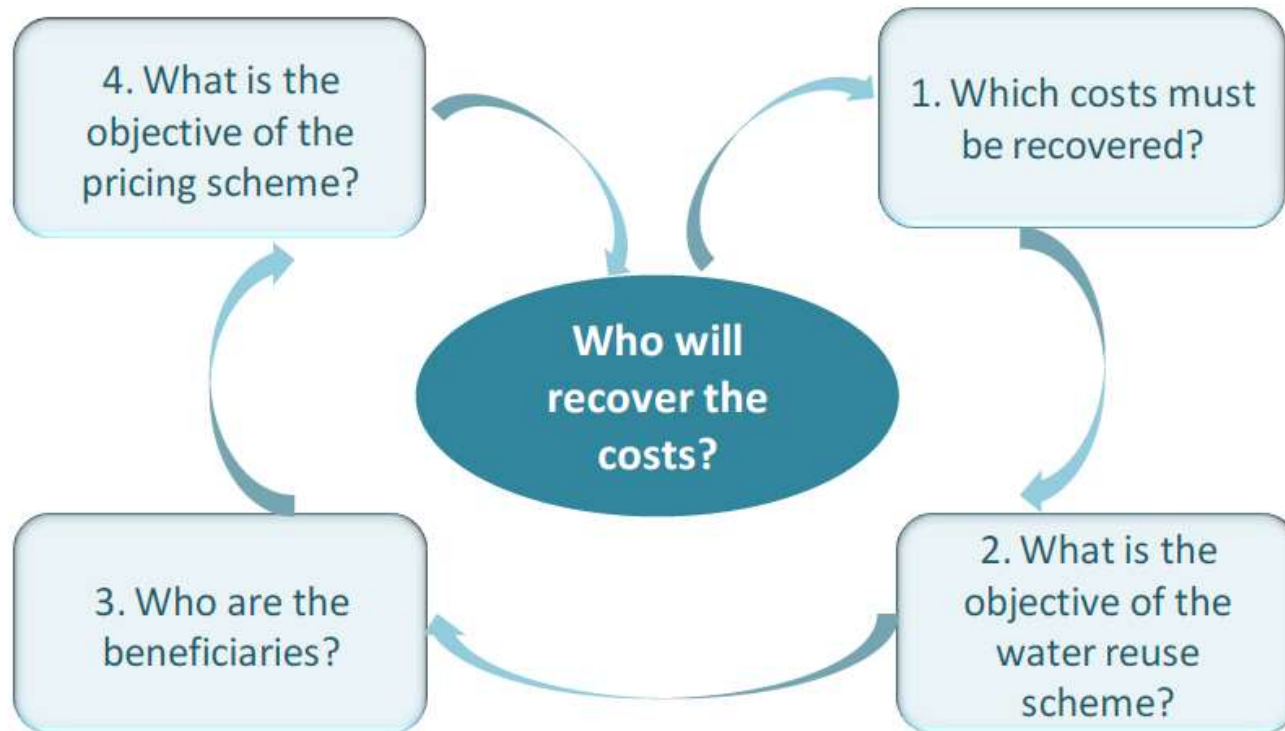 4. What is the
objective of the
pricing scheme?
1. Which costs must
be recovered?
Who will
recover the
costs?
3. Who are the
beneficiaries?
2. What is the
objective of the
water reuse
scheme?